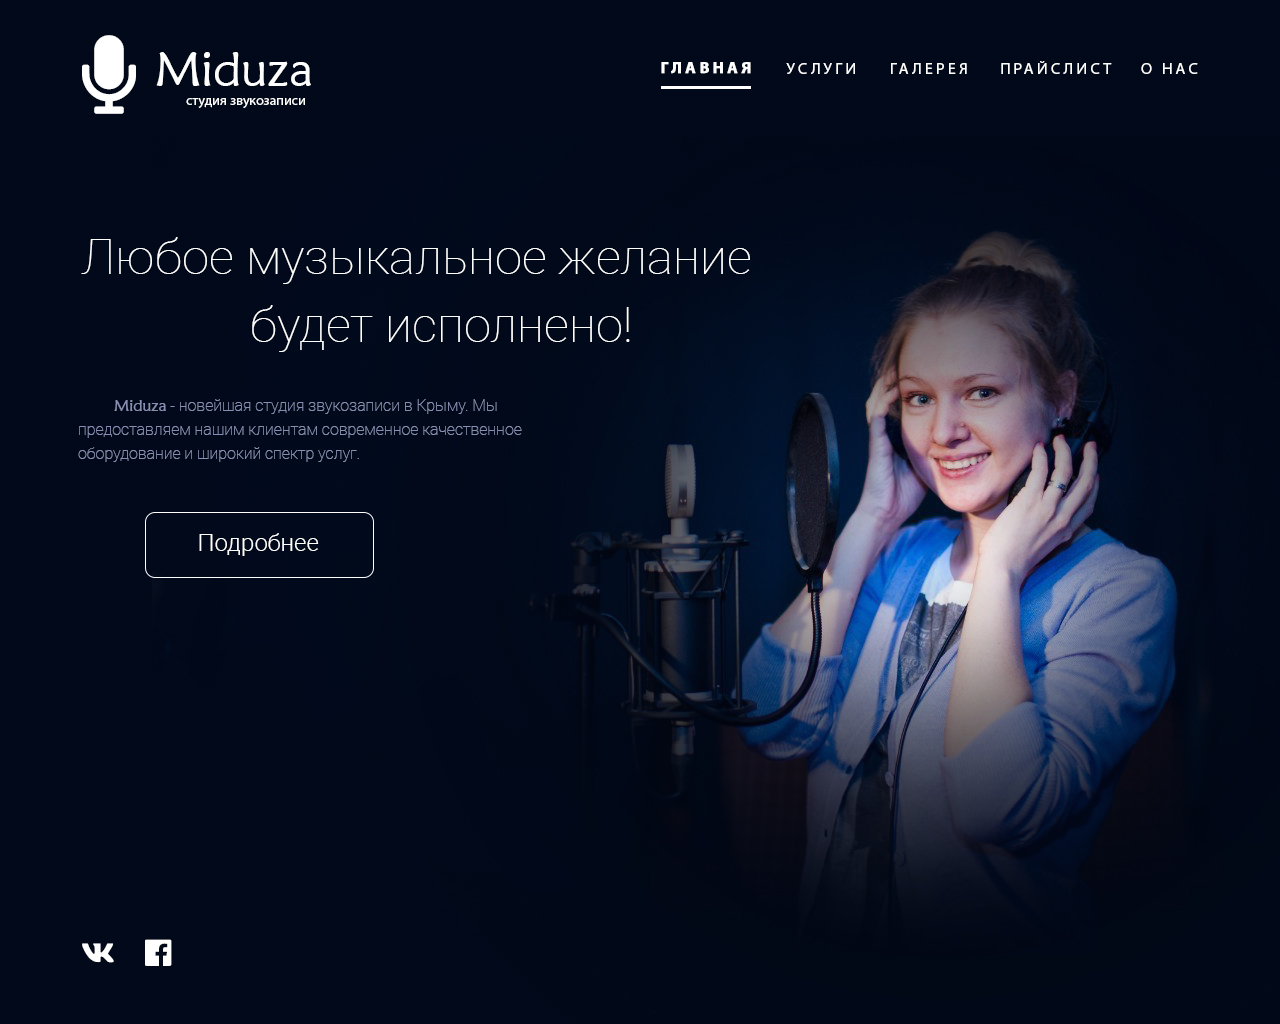 Miduza
студия звукозаписи
ГЛАВНАЯ УСЛУГИ ГАЛЕРЕЯ ПРАЙСЛИСТ О НАС
Любое музыкальное желание
будет исполнено!
Miduza - новейшая студия звукозаписи в Крыму. Мы
предоставляем нашим клиентам современное качественное
оборудование и широкий спектр услуг.
Подробнее